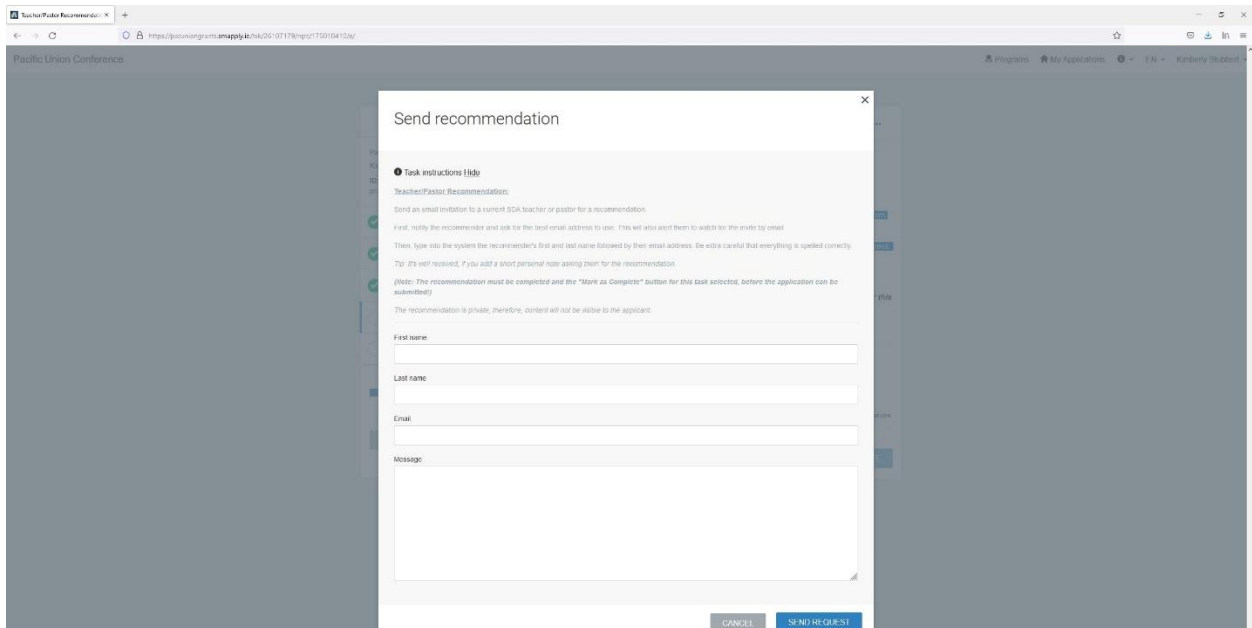 Teacher/Pastor Recommendatio
https://pacuniongrants.smapply.io/tsk/26107179/rqrc/175010413/a/
Pacific Union Conference
Programs My Applications EN Kimberly Stobbert
Send recommendation
Task instructions Hide
Teacher/Pastor Recommendation:
Send an email invitation to a current SDA teacher or pastor for a recommendation.
First, notify the recommender and ask for the best email address to use. This will also alert them to watch for the invite by email
Then, type into the system the recommender's first and last name followed by their email address. Be extra careful that everything is spelled correctly.
Tip: It's well received, if you add a short personal note asking them for the recommendation.
(Note: The recommendation must be completed and the "Mark as Complete" button for this task selected, before the application can be
submitted!)
this
The recommendation is private, therefore, content will not be visible to the applicant.
First name
Last name
Email
Message
CANCEL SEND REQUEST